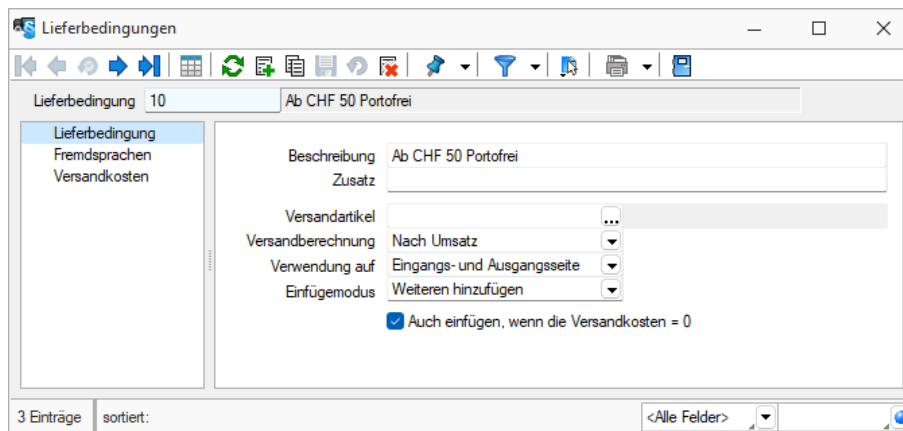 Lieferbedingungen
Lieferbedingung 10 Ab CHF 50 Portofrei
Lieferbedingung
Fremdsprachen
Versandkosten
Beschreibung Ab CHF 50 Portofrei
Zusatz
Versandartikel ...
Versandberechnung Nach Umsatz
Verwendung auf Eingangs- und Ausgangsseite
Einfügemodus Weiteren hinzufügen
Auch einfügen, wenn die Versandkosten = 0
3 Einträge sortiert: <Alle Felder>